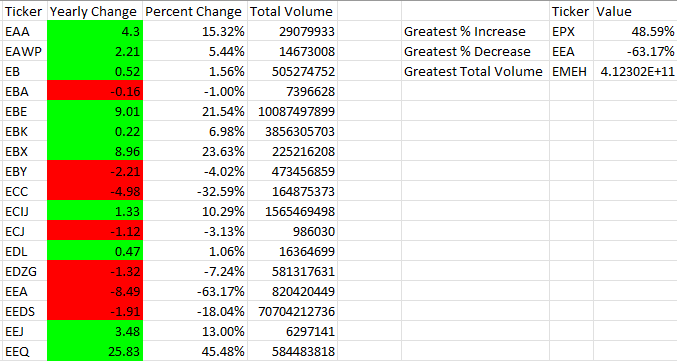 Ticker Yearly Change Percent Change Total Volume Ticker Value
EAA 4.3 15.32% 29079933 Greatest % Increase EPX 48.59%
EAWP 2.21 5.44% 14673008 Greatest % Decrease EEA -63.17%
EB 0.52 1.56% 505274752 Greatest Total Volume EMEH 4.12302E+11
EBA -0.16 -1.00% 7396628
EBE 9.01 21.54% 10087497899
EBK 0.22 6.98% 3856305703
EBX 8.96 23.63% 225216208
EBY -2.21 -4.02% 473456859
ECC -4.98 -32.59% 164875373
ECIJ 1.33 10.29% 1565469498
ECJ -1.12 -3.13% 986030
EDL 0.47 1.06% 16364699
EDZG -1.32 -7.24% 581317631
EEA -8.49 -63.17% 820420449
EEDS -1.91 -18.04% 70704212736
EEJ 3.48 13.00% 6297141
EEQ 25.83 45.48% 584483818